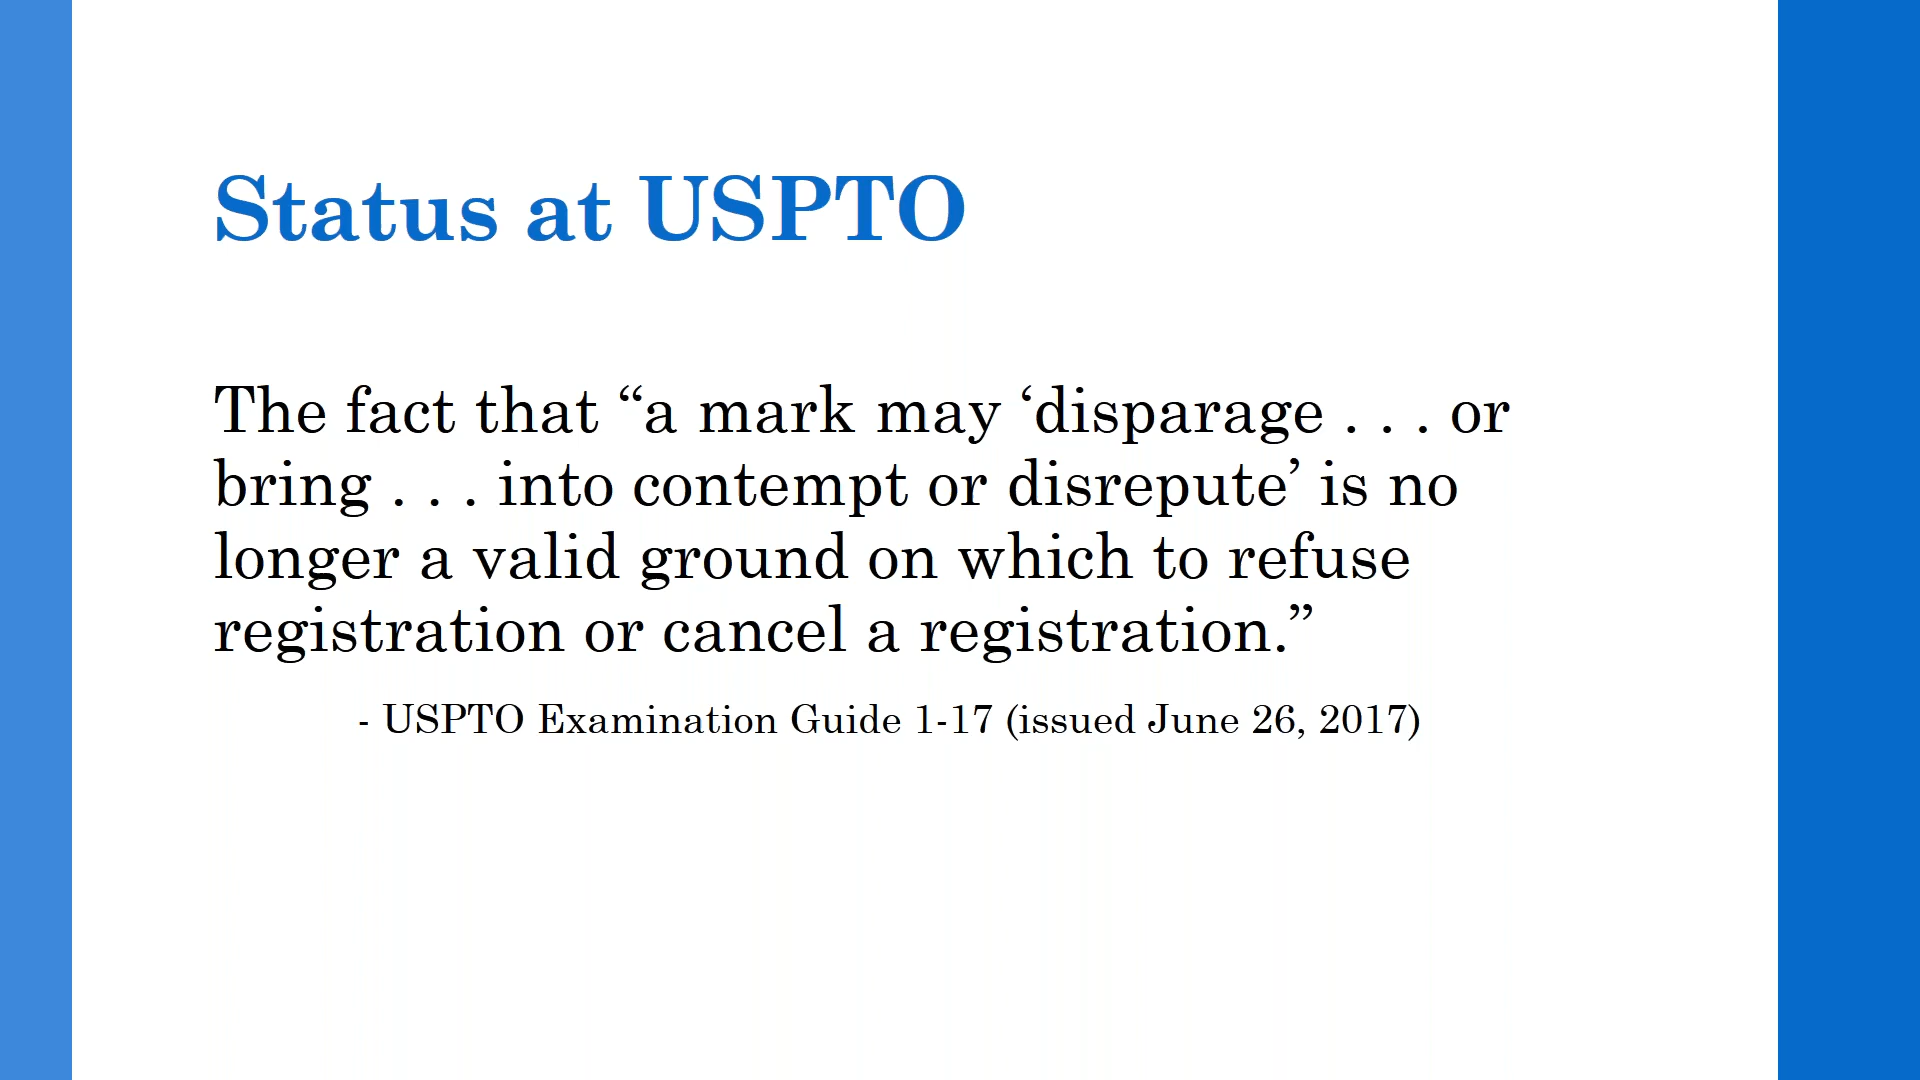 Status at USPTO
The fact that “a mark may ‘disparage . . . or
bring . . . into contempt or disrepute’ is no
longer a valid ground on which to refuse
registration or cancel a registration.”
- USPTO Examination Guide 1-17 (issued June 26, 2017)